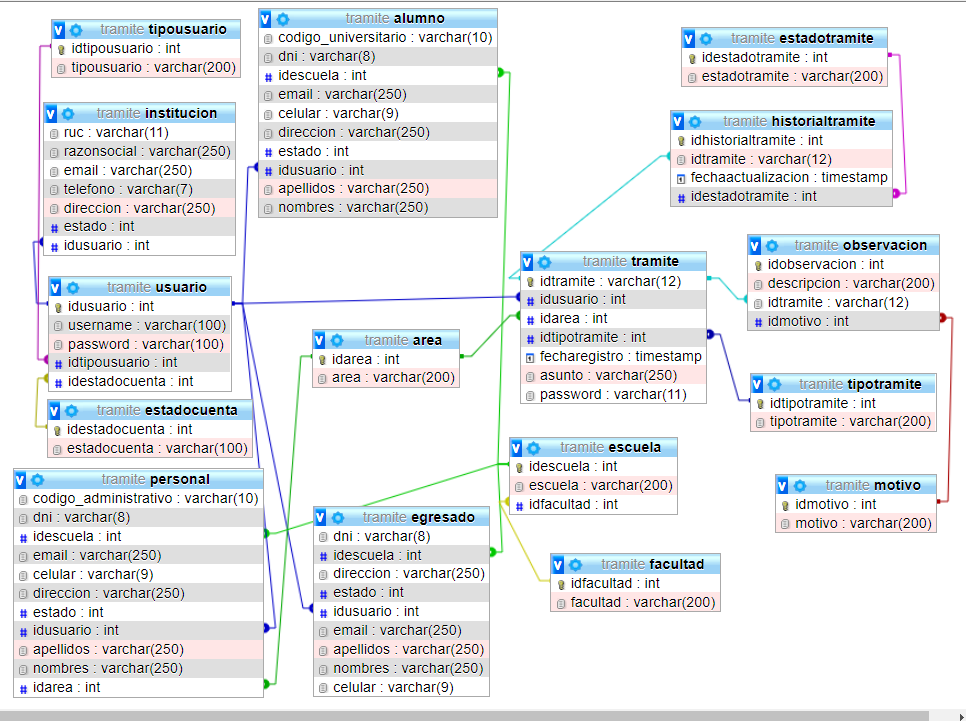 tramite tipousuario
idtipousuario : int
tipousuario : varchar(200)
tramite institucion
ruc : varchar(11)
razonsocial : varchar(250)
email : varchar(250)
telefono : varchar(7)
direccion : varchar(250)
estado : int
idusuario : int
tramite usuario
idusuario : int
username : varchar(100)
password : varchar(100)
idtipousuario : int
idestadocuenta : int
tramite estadocuenta
idestadocuenta : int
estadocuenta : varchar(100)
tramite personal
codigo_administrativo : varchar(10)
dni : varchar(8)
idescuela : int
email : varchar(250)
celular : varchar(9)
direccion : varchar(250)
estado : int
idusuario : int
apellidos : varchar(250)
nombres : varchar(250)
idarea : int
tramite alumno
codigo_universitario : varchar(10)
dni : varchar(8)
idescuela : int
email : varchar(250)
celular : varchar(9)
direccion : varchar(250)
estado : int
idusuario : int
apellidos : varchar(250)
nombres : varchar(250)
tramite area
idarea : int
area : varchar(200)
tramite egresado
dni : varchar(8)
idescuela : int
direccion : varchar(250)
estado : int
idusuario : int
email : varchar(250)
apellidos : varchar(250)
nombres : varchar(250)
celular : varchar(9)
tramite tramite
idtramite : varchar(12)
idusuario : int
idarea : int
idtipotramite : int
fecharegistro : timestamp
asunto : varchar(250)
password : varchar(11)
tramite escuela
idescuela : int
escuela : varchar(200)
idfacultad : int
tramite facultad
idfacultad : int
facultad : varchar(200)
tramite estadotramite
idestadotramite : int
estadotramite : varchar(200)
tramite historialtramite
idhistorialtramite : int
idtramite : varchar(12)
fechaactualizacion : timestamp
idestadotramite : int
tramite observacion
idobservacion : int
descripcion : varchar(200)
idtramite : varchar(12)
idmotivo : int
tramite tipotramite
idtipotramite : int
tipotramite : varchar(200)
tramite motivo
idmotivo : int
motivo : varchar(200)